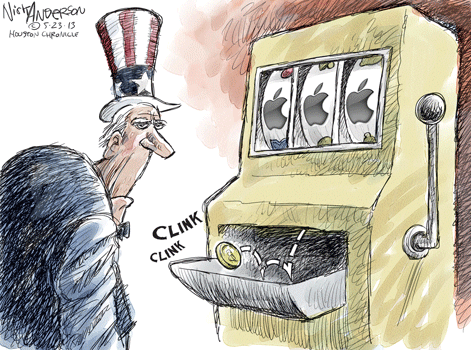 Nick Anderson
© 5-23-13
Houston Chronicle
CLINK
CLINK